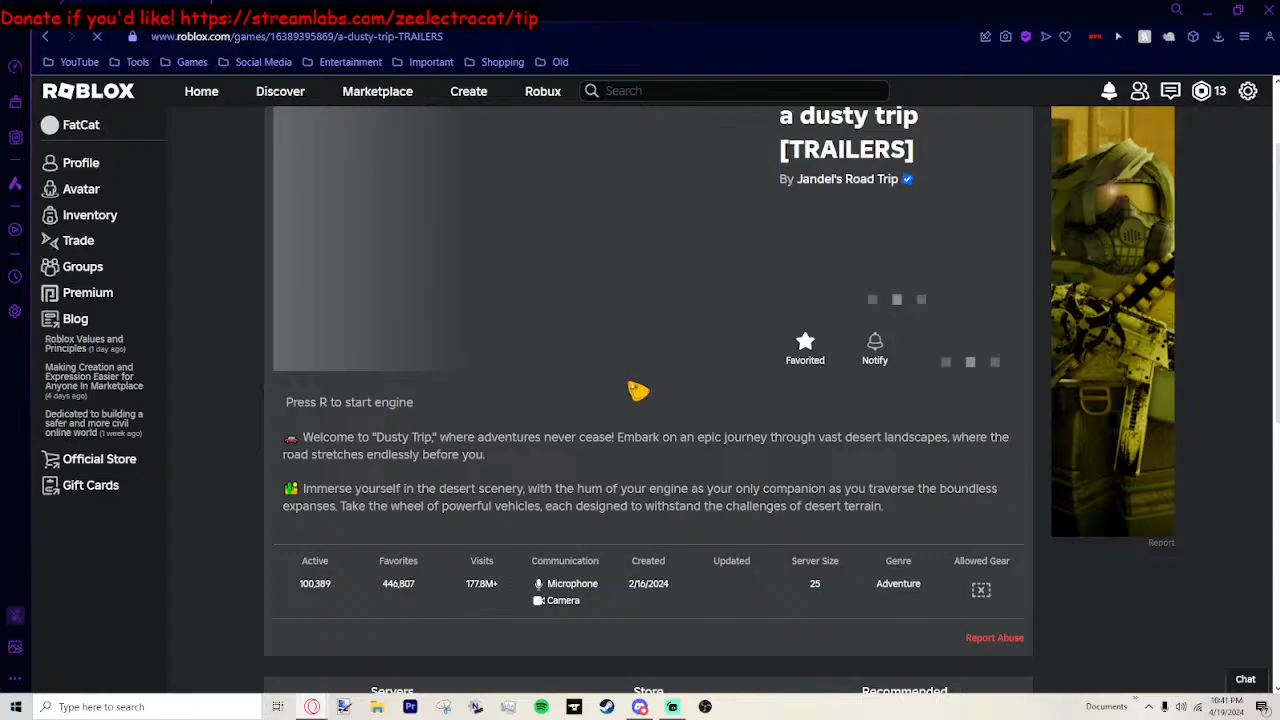 Donate if you'd like! https://streamlabs.com/zeelectrocat/tip
www.roblox.com/games/16389395869/a-dusty-trip-TRAILERS
YouTube Tools Games Social Media Entertainment Important Shopping Old
ROBLOX Home Discover Marketplace Create Robux Search 13
FatCat
Profile
Avatar
Inventory
Trade
Groups
Premium
Blog
Roblox Values and
Principles (1 day ago)
Making Creation and
Expression Easier for
Anyone In Marketplace
(4 days ago)
Dedicated to building a
safer and more civil
online world (1 week ago)
Official Store
Gift Cards
a dusty trip
[TRAILERS]
By Jandel's Road Trip
Favorited Notify
Press R to start engine
Welcome to "Dusty Trip," where adventures never cease! Embark on an epic journey through vast desert landscapes, where the
road stretches endlessly before you.
Immerse yourself in the desert scenery, with the hum of your engine as your only companion as you traverse the boundless
expanses. Take the wheel of powerful vehicles, each designed to withstand the challenges of desert terrain.
Active Favorites Visits Communication Created Updated Server Size Genre Allowed Gear
100,389 446,807 177.8M+ Microphone 2/16/2024 25 Adventure
Camera
Report Abuse
Report
Servers Store Recommended
Chat
Type here to search
Documents
10:41 PM
4/19/2024